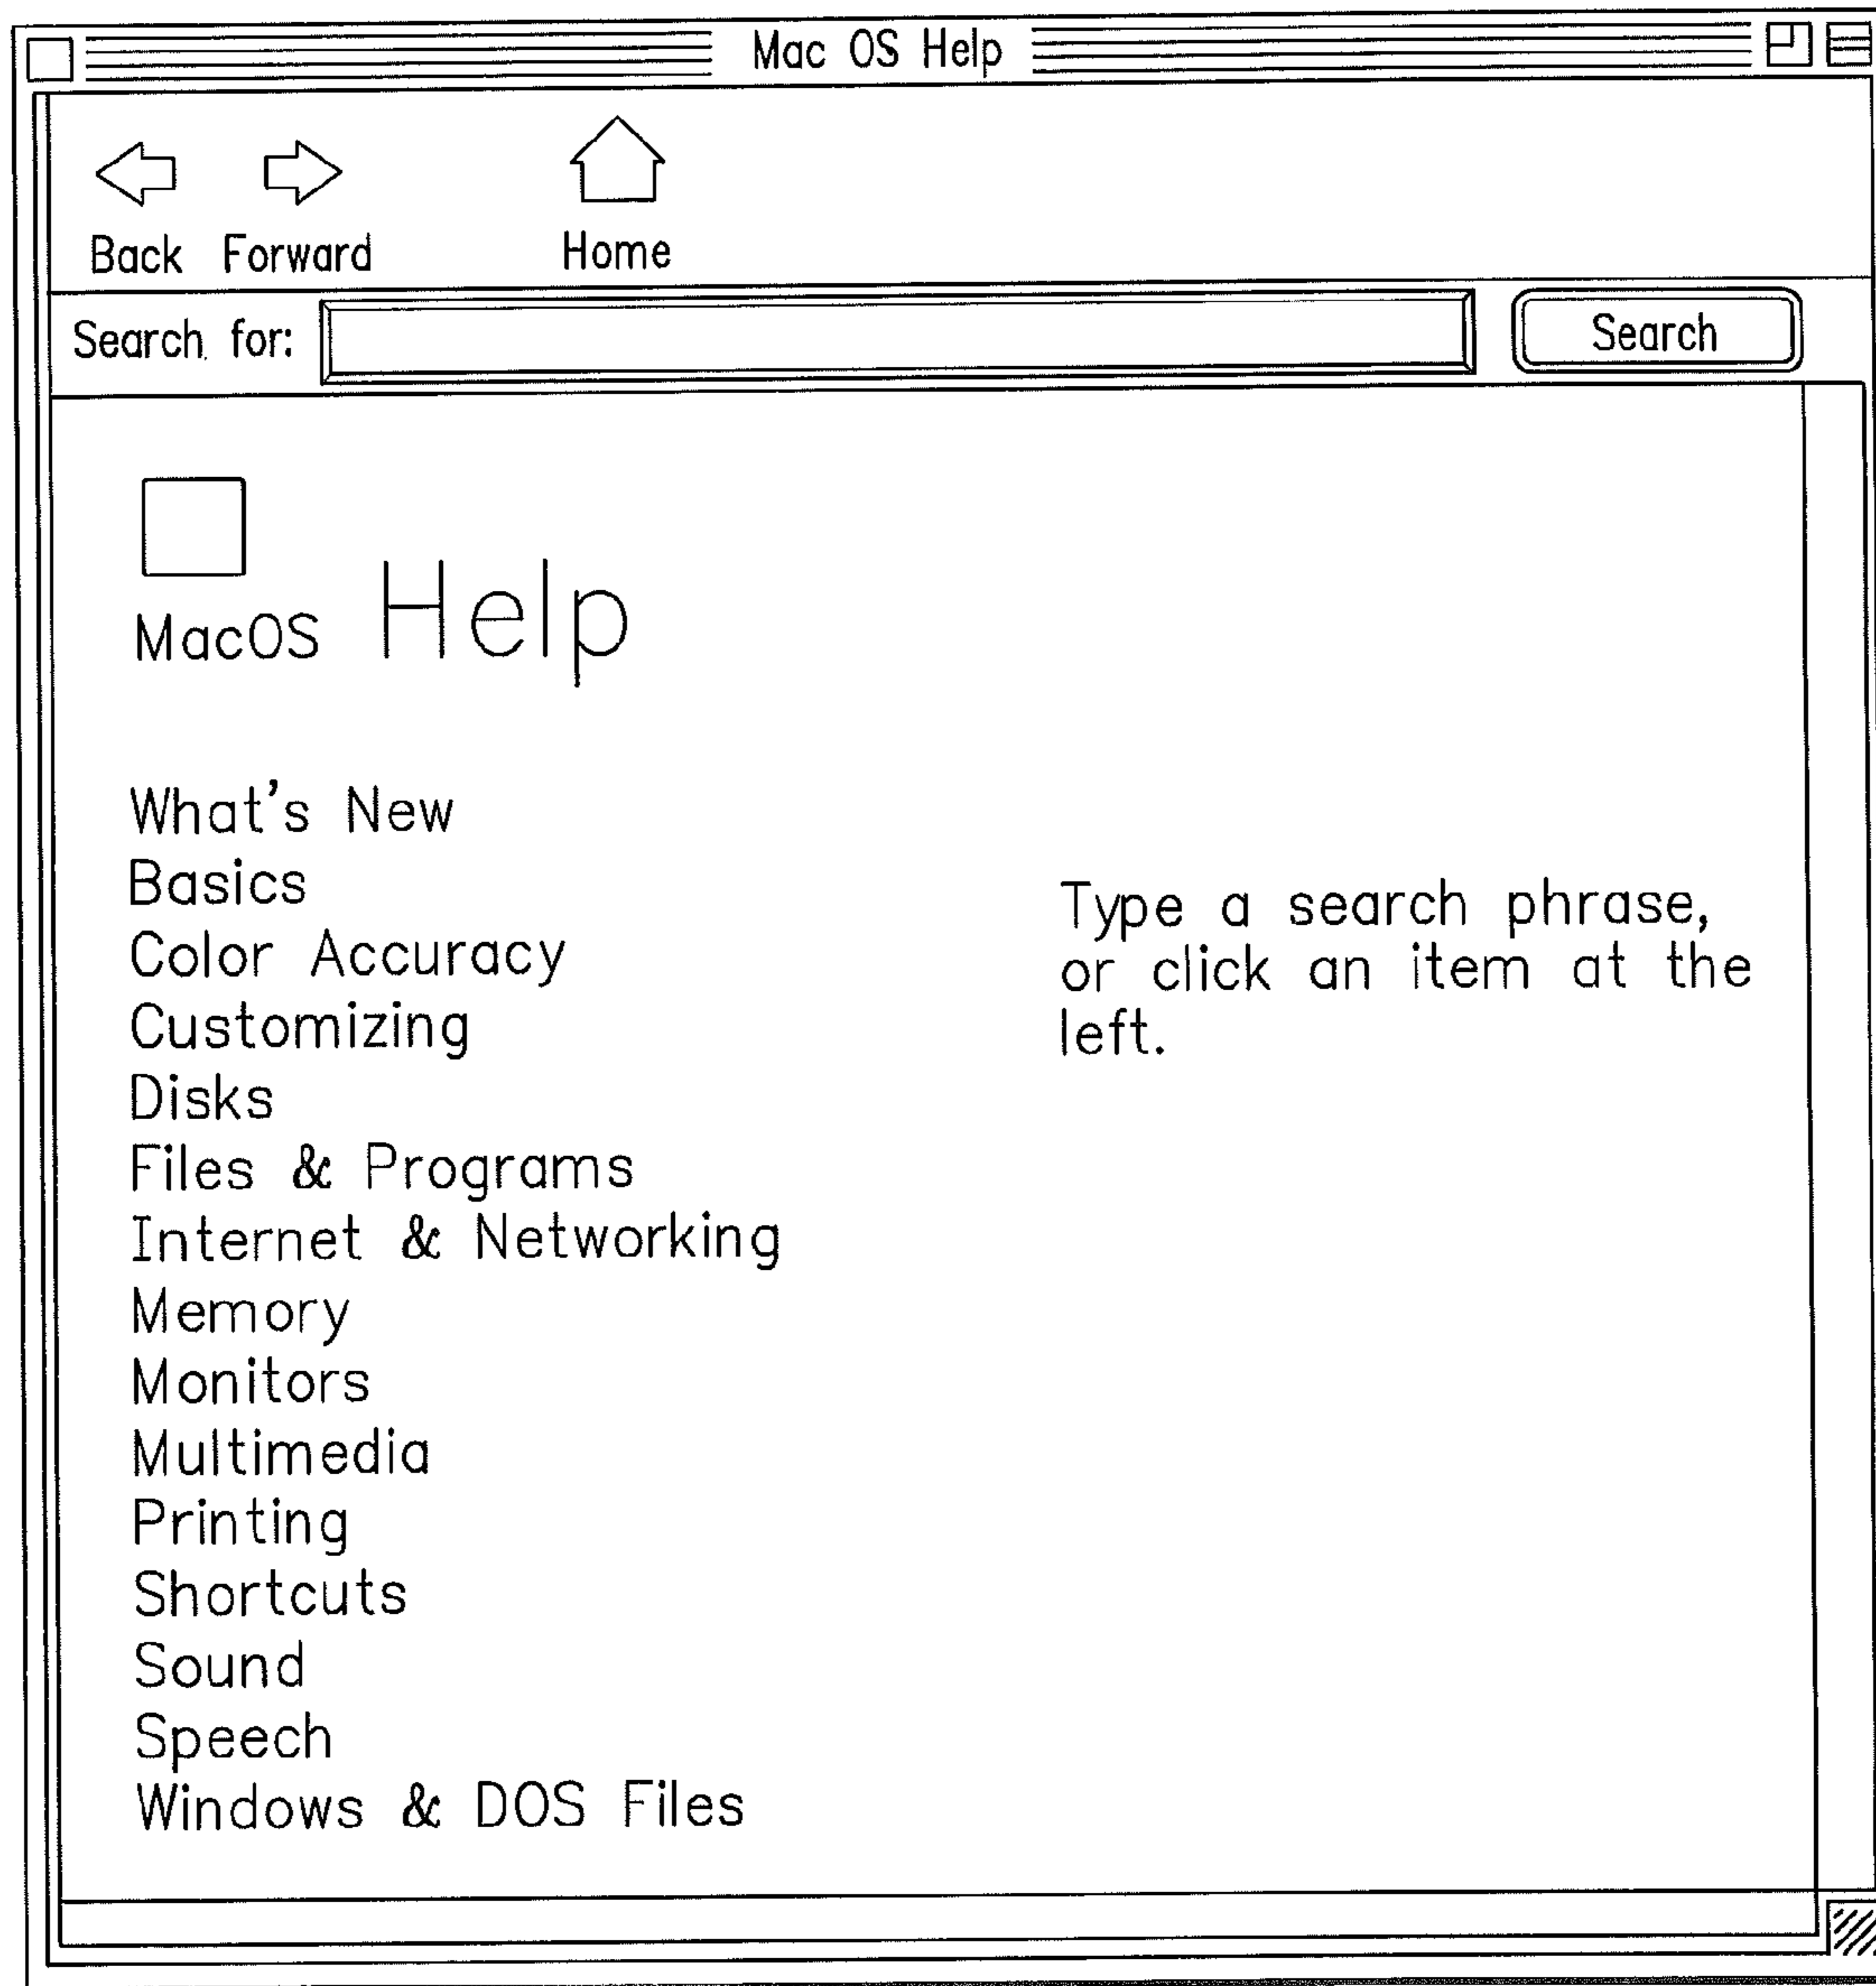 Mac OS Help
Back Forward Home
Search for: Search
MacOS Help
What's New
Basics
Color Accuracy
Customizing
Disks
Files & Programs
Internet & Networking
Memory
Monitors
Multimedia
Printing
Shortcuts
Sound
Speech
Windows & DOS Files
Type a search phrase,
or click an item at the
left.